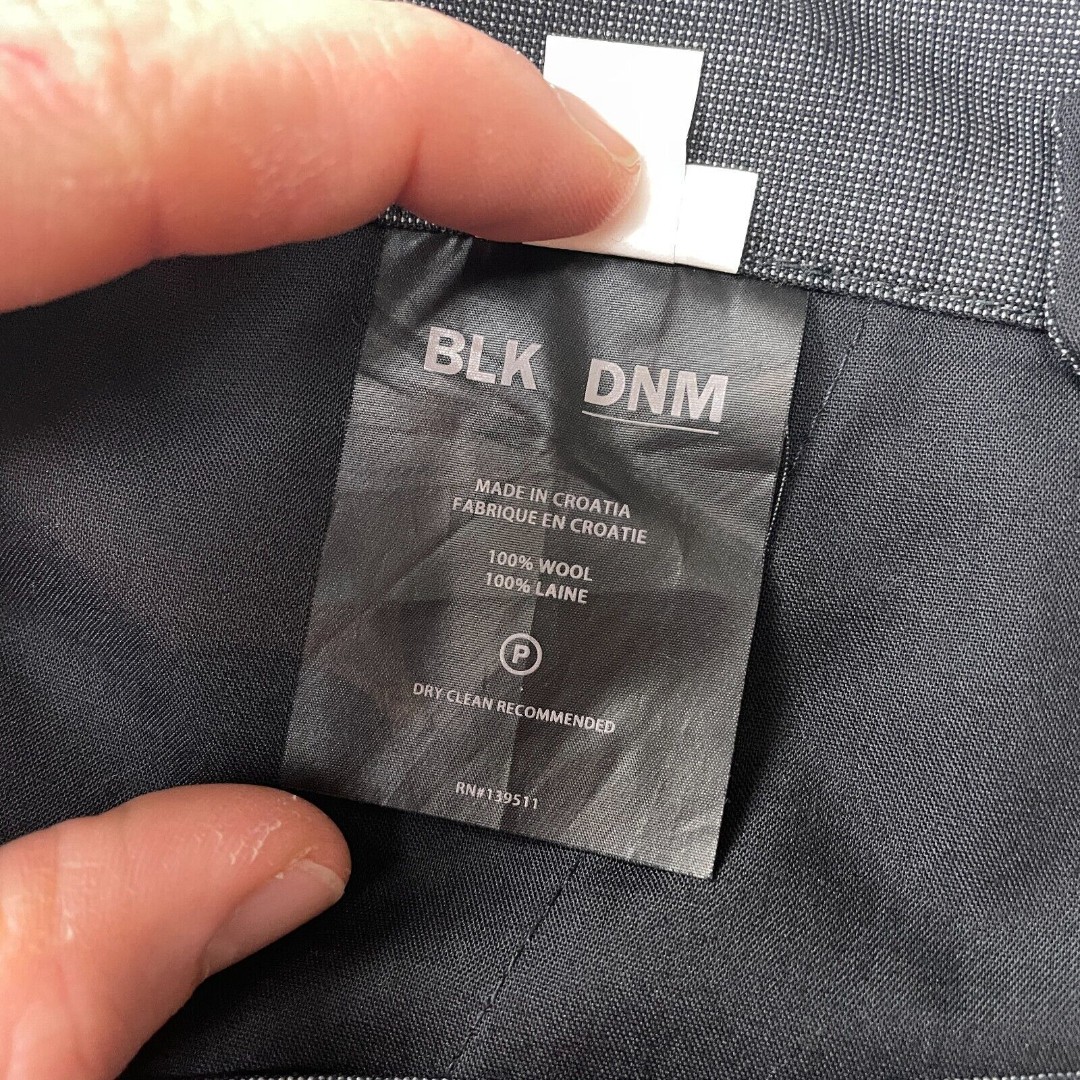 BLK DNM
MADE IN CROATIA
FABRIQUE EN CROATIE
100% WOOL
100% LAINE
P
DRY CLEAN RECOMMENDED
RN#139511